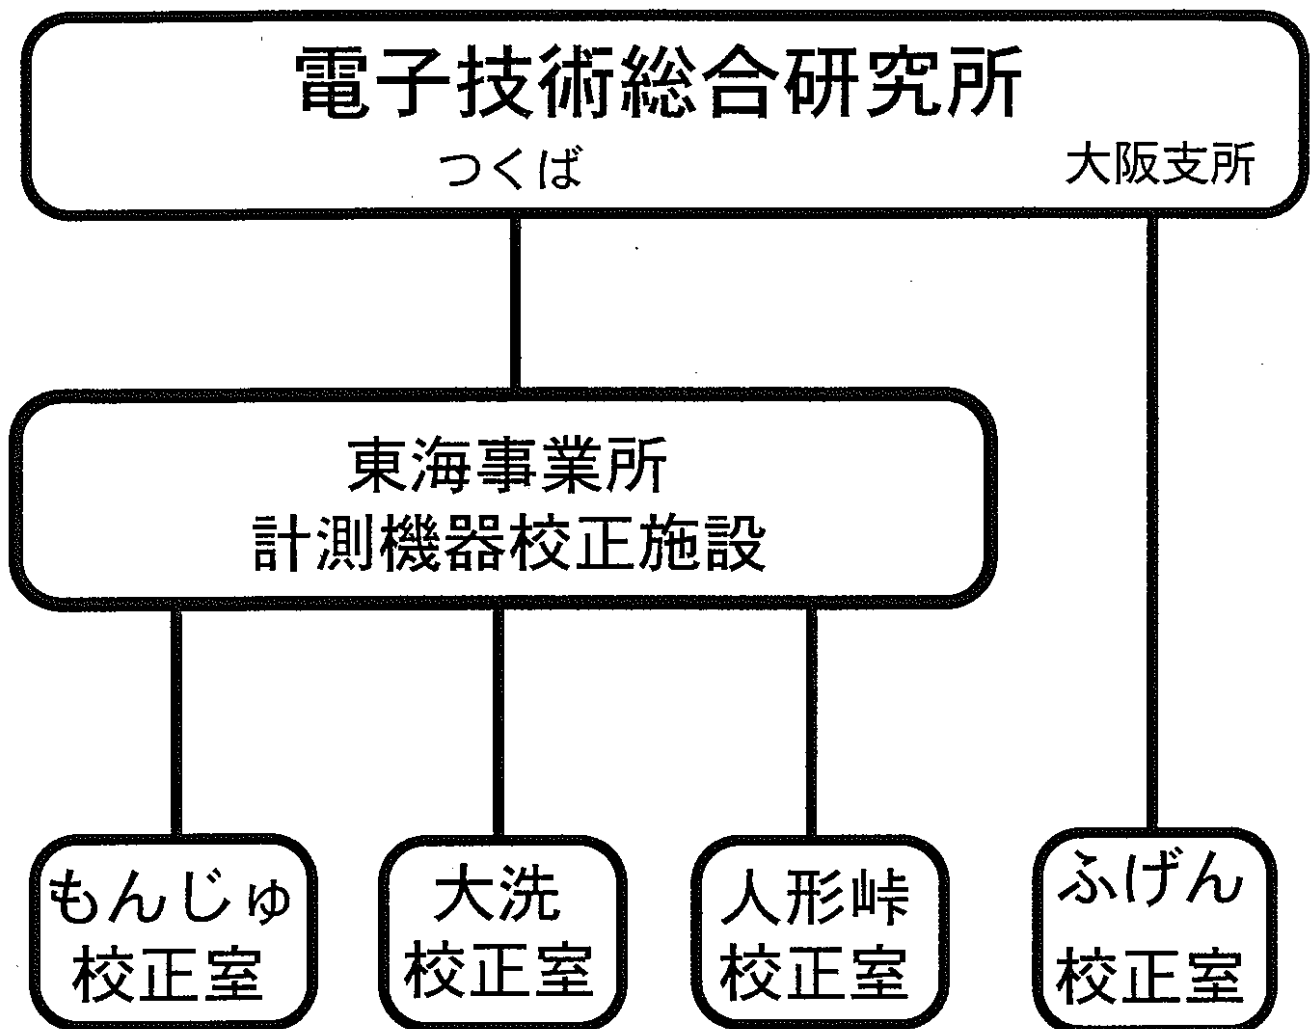 電子技術総合研究所
つくば 大阪支所
東海事業所
計測機器校正施設
もんじゅ
校正室
大洗
校正室
人形峠
校正室
ふげん
校正室